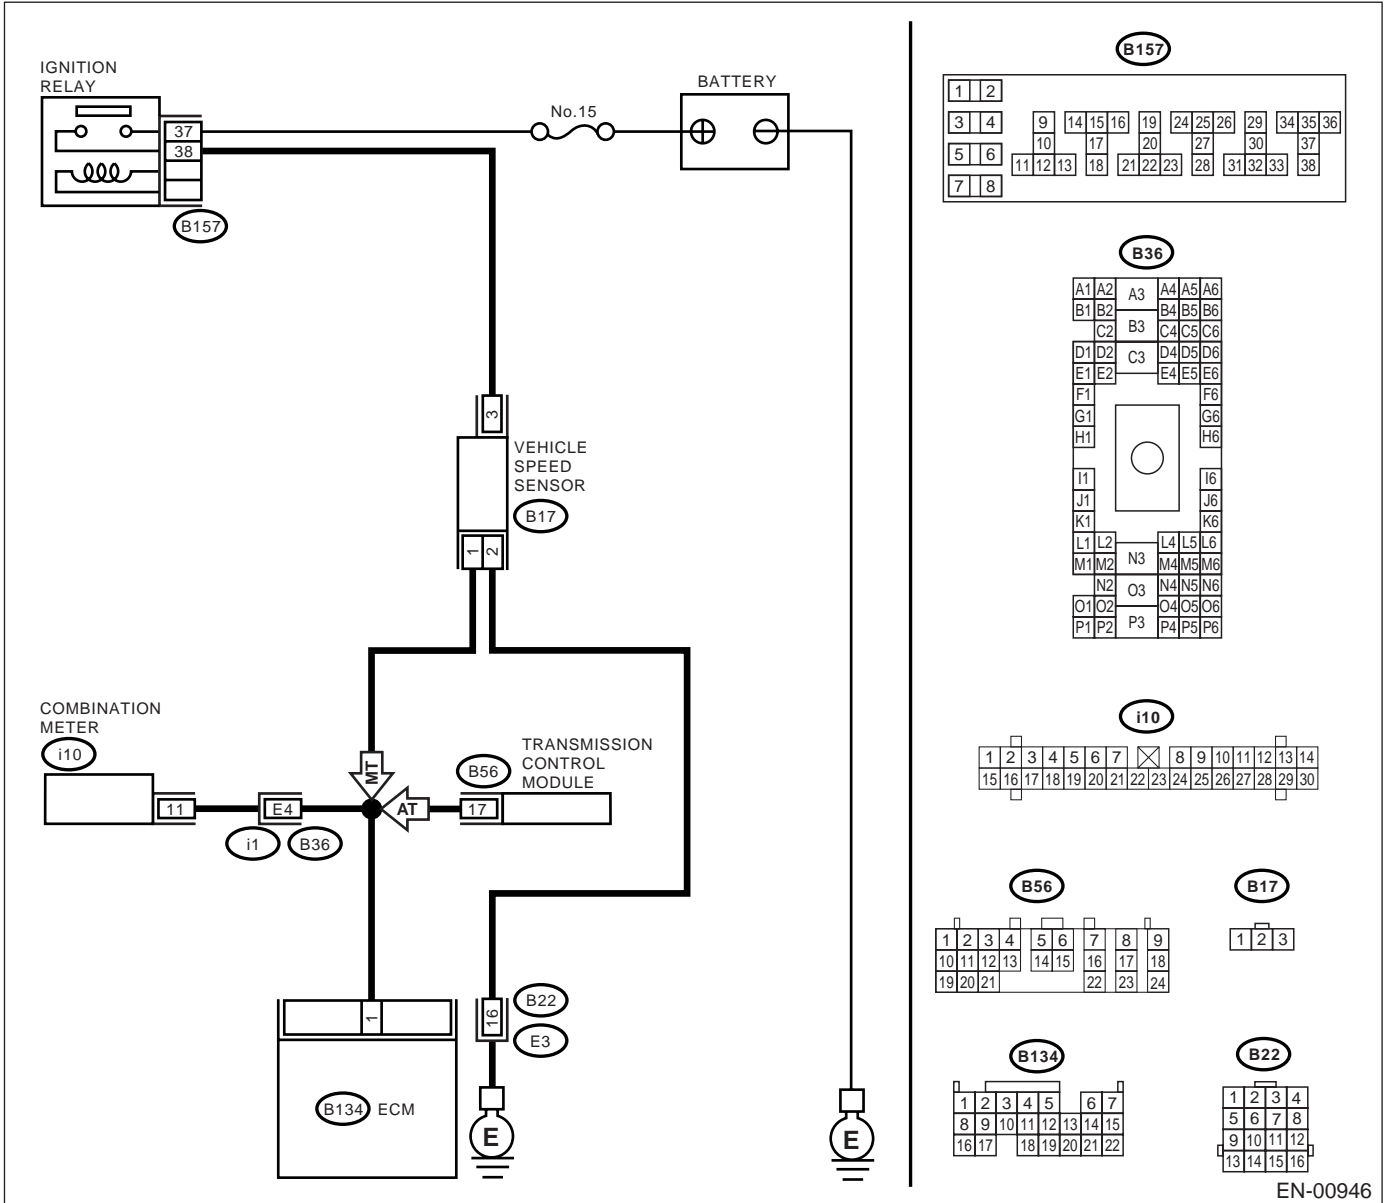 IGNITION
RELAY
37
38
B157
No.15
BATTERY
3
VEHICLE
SPEED
SENSOR
B17
1 2
COMBINATION
METER
i10
11
E4
i1 B36
MT
AT
B56
17
TRANSMISSION
CONTROL
MODULE
1
B134 ECM
16
B22
E3
E
E
B157
1 2
3 4 9 14 15 16 19 24 25 26 29 34 35 36
10 17 20 27 30 37
5 6 11 12 13 18 21 22 23 28 31 32 33 38
7 8
B36
A1 A2 A3 A4 A5 A6
B1 B2 B3 B4 B5 B6
C2 C3 C4 C5 C6
D1 D2 D4 D5 D6
E1 E2 E4 E5 E6
F1 F6
G1 G6
H1 H6
I1 I6
J1 J6
K1 K6
L1 L2 L4 L5 L6
M1 M2 N3 M4 M5 M6
N2 O3 N4 N5 N6
O1 O2 O4 O5 O6
P1 P2 P3 P4 P5 P6
i10
1 2 3 4 5 6 7 8 9 10 11 12 13 14
15 16 17 18 19 20 21 22 23 24 25 26 27 28 29 30
B56
1 2 3 4 5 6 7 8 9
10 11 12 13 14 15 16 17 18
19 20 21 22 23 24
B17
1 2 3
B134
1 2 3 4 5 6 7
8 9 10 11 12 13 14 15
16 17 18 19 20 21 22
B22
1 2 3 4
5 6 7 8
9 10 11 12
13 14 15 16
EN-00946